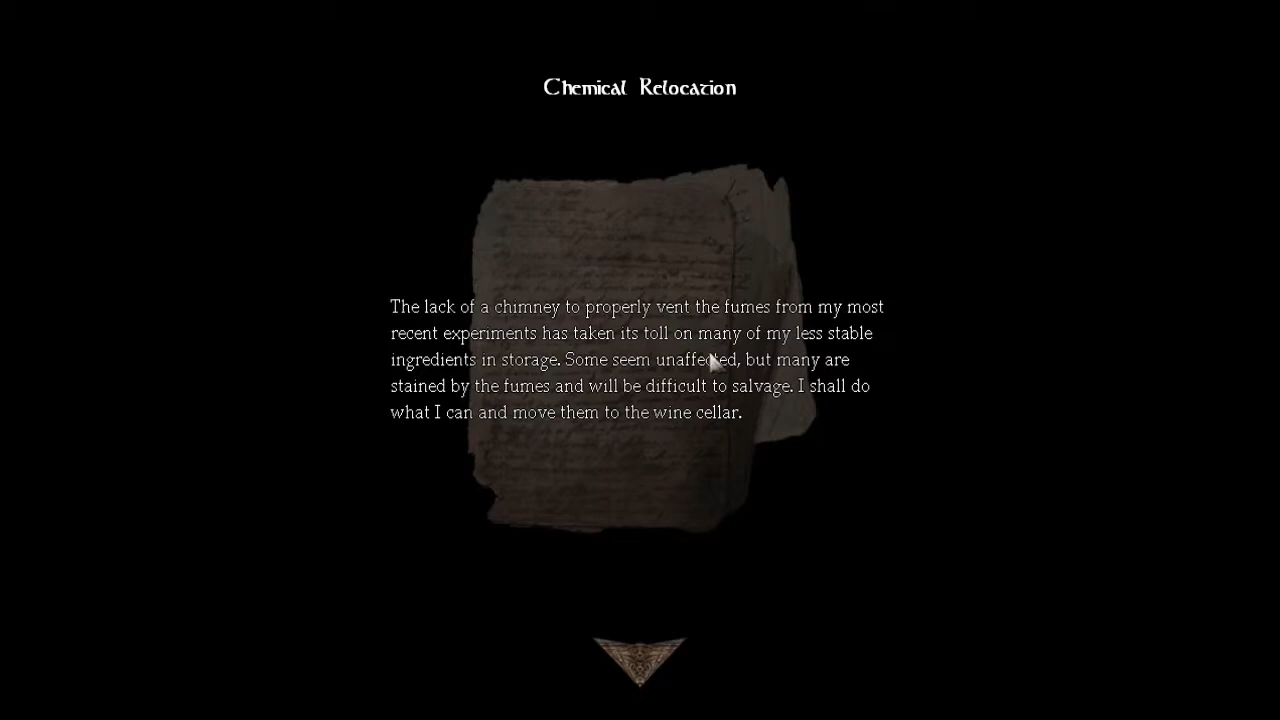 Chemical Relocation
The lack of a chimney to properly vent the fumes from my most
recent experiments has taken its toll on many of my less stable
ingredients in storage. Some seem unaffected, but many are
stained by the fumes and will be difficult to salvage. I shall do
what I can and move them to the wine cellar.